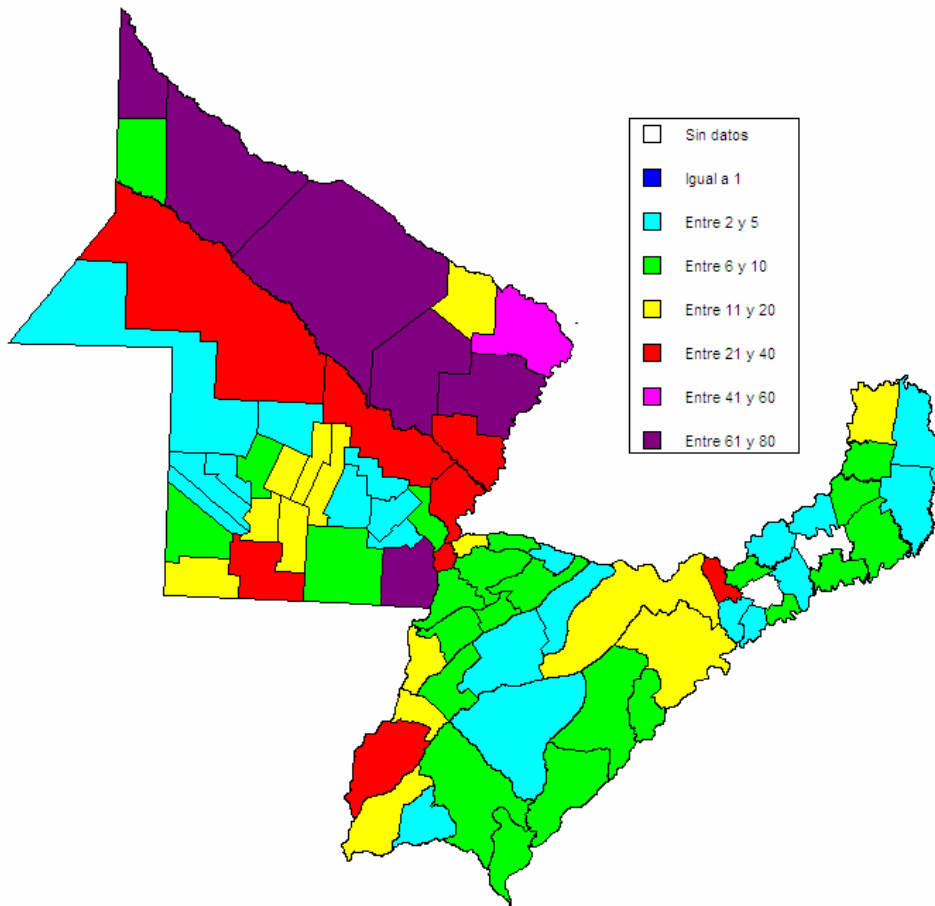 Sin datos
Igual a 1
Entre 2 y 5
Entre 6 y 10
Entre 11 y 20
Entre 21 y 40
Entre 41 y 60
Entre 61 y 80